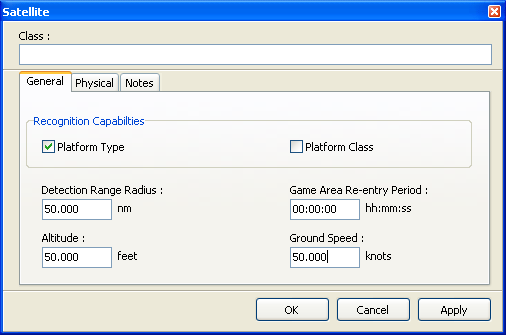 Satellite
Class :
General Physical Notes
Recognition Capabilties
Platform Type Platform Class
Detection Range Radius : Game Area Re-entry Period :
50.000 nm 00:00:00 hh:mm:ss
Altitude : Ground Speed :
50.000 feet 50.000 knots
OK Cancel Apply